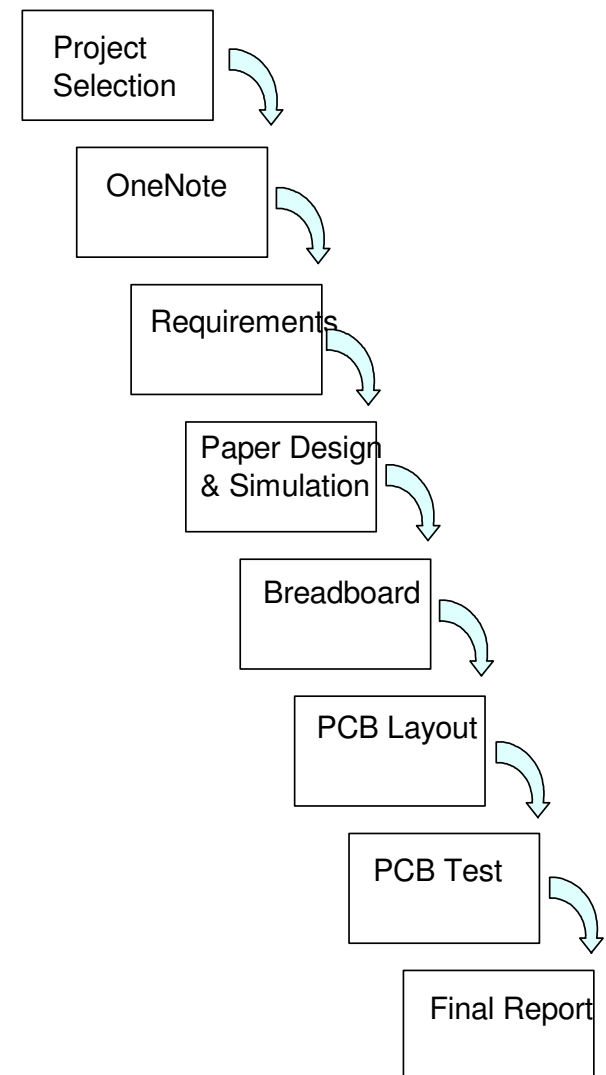 Project
Selection
OneNote
Requirements
Paper Design
& Simulation
Breadboard
PCB Layout
PCB Test
Final Report